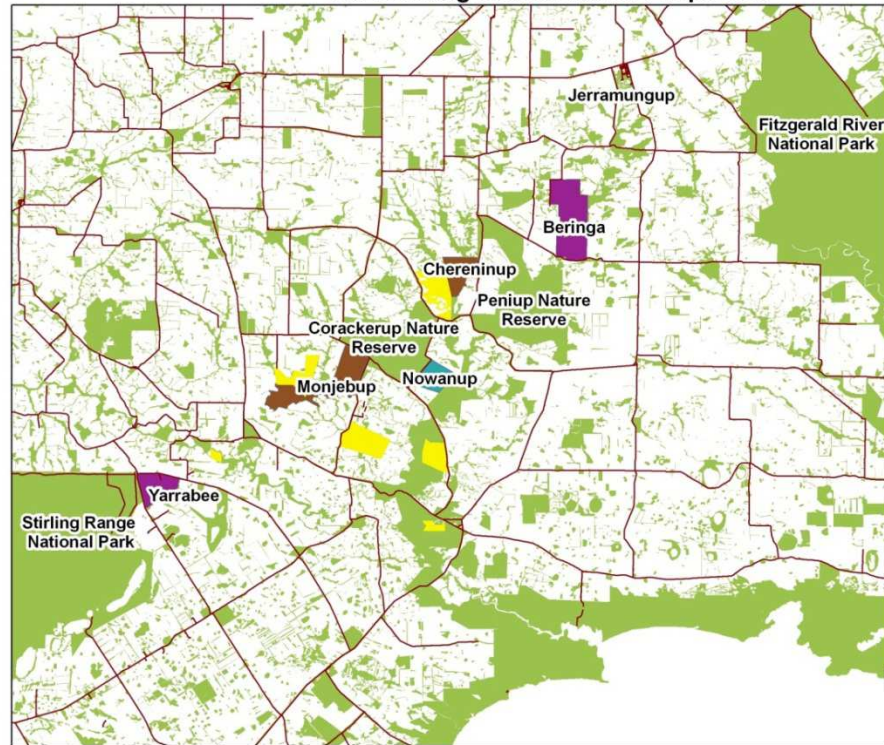 Jerramungup
Fitzgerald River
National Park
Beringa
Chereninup
Peniup Nature
Reserve
Corackerup Nature
Reserve
Monjebup
Nowanup
Yarrabee
Stirling Range
National Park